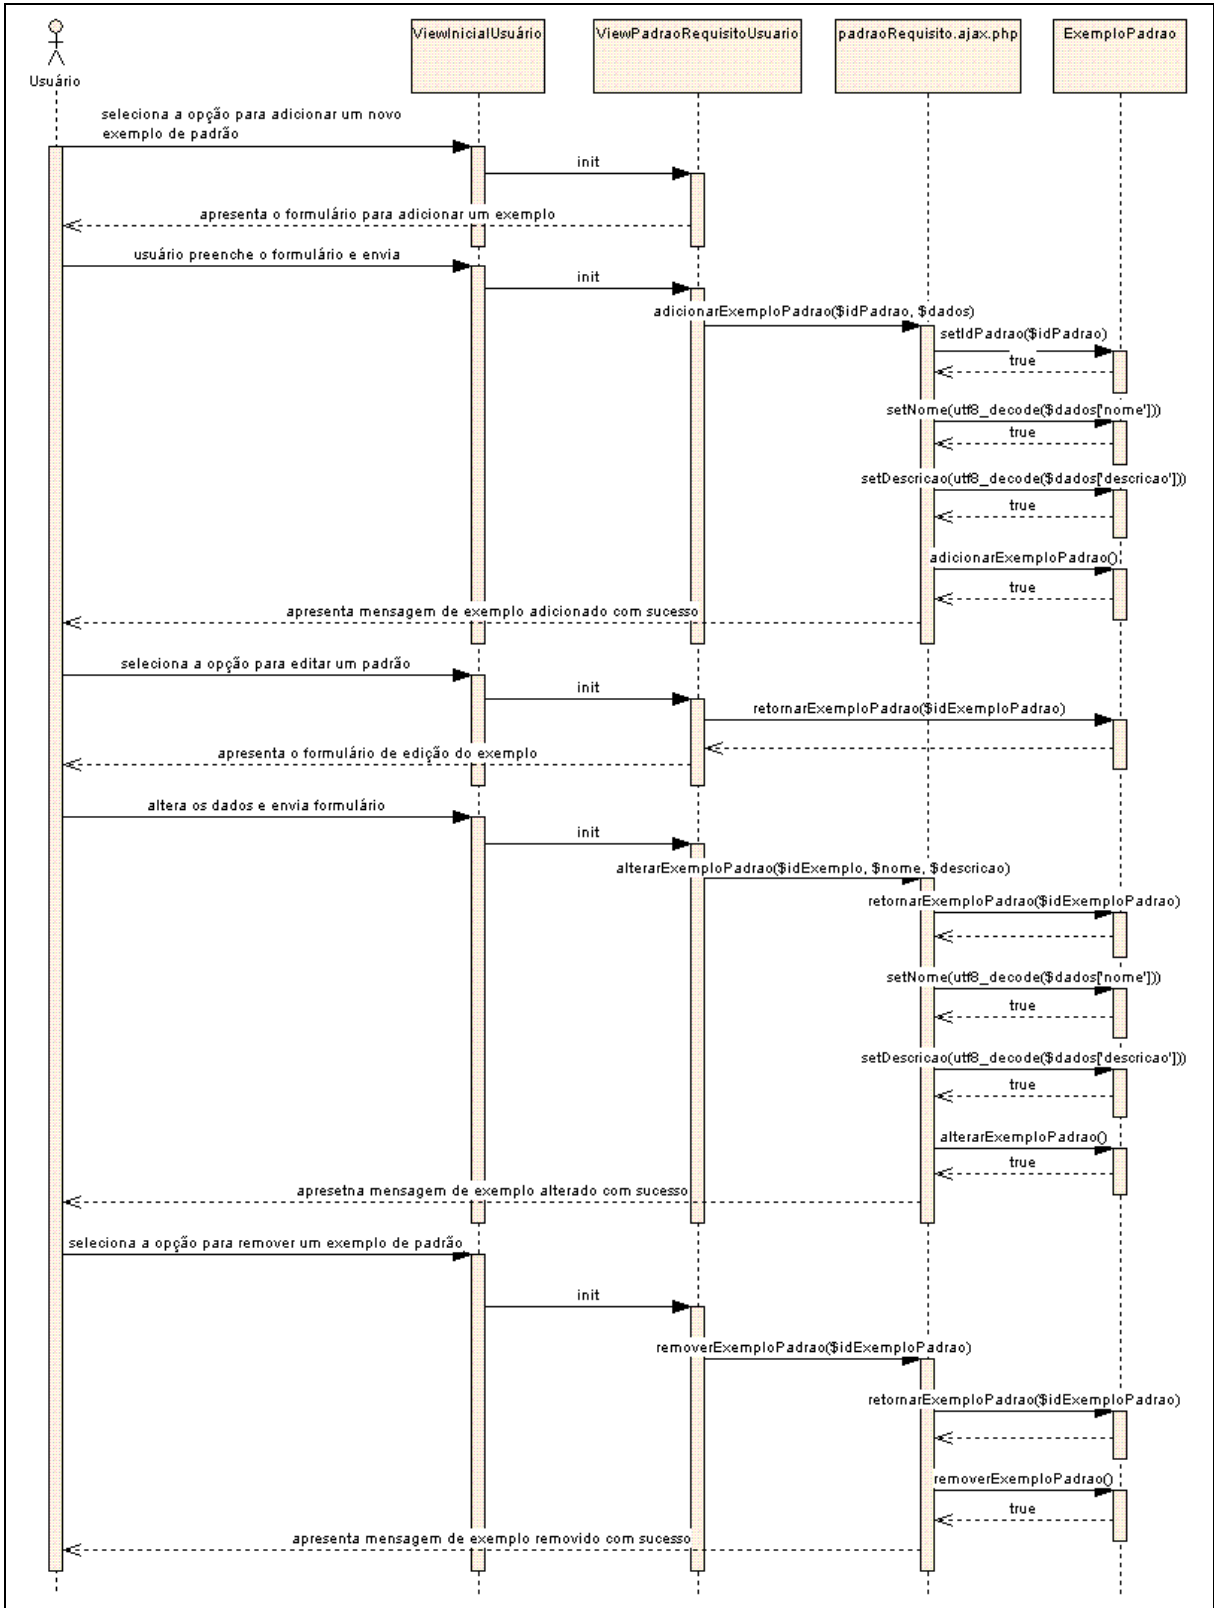 Usuário
ViewInicialUsuário
ViewPadraoRequisitoUsuario
padraoRequisito.ajax.php
ExemploPadrao
seleciona a opção para adicionar um novo
exemplo de padrão
init
apresenta o formulário para adicionar um exemplo
usuário preenche o formulário e envia
init
adicionarExemploPadrao($idPadrao, $dados)
setIdPadrao($idPadrao)
true
setNome(utf8_decode($dados['nome']))
true
setDescricao(utf8_decode($dados['descricao']))
true
adicionarExemploPadrao()
true
apresenta mensagem de exemplo adicionado com sucesso
seleciona a opção para editar um padrão
init
retornarExemploPadrao($idExemploPadrao)
apresenta o formulário de edição do exemplo
altera os dados e envia formulário
init
alterarExemploPadrao($idExemplo, $nome, $descricao)
retornarExemploPadrao($idExemploPadrao)
setNome(utf8_decode($dados['nome']))
true
setDescricao(utf8_decode($dados['descricao']))
true
alterarExemploPadrao()
true
apresetna mensagem de exemplo alterado com sucesso
seleciona a opção para remover um exemplo de padrão
init
removerExemploPadrao($idExemploPadrao)
retornarExemploPadrao($idExemploPadrao)
removerExemploPadrao()
true
apresenta mensagem de exemplo removido com sucesso